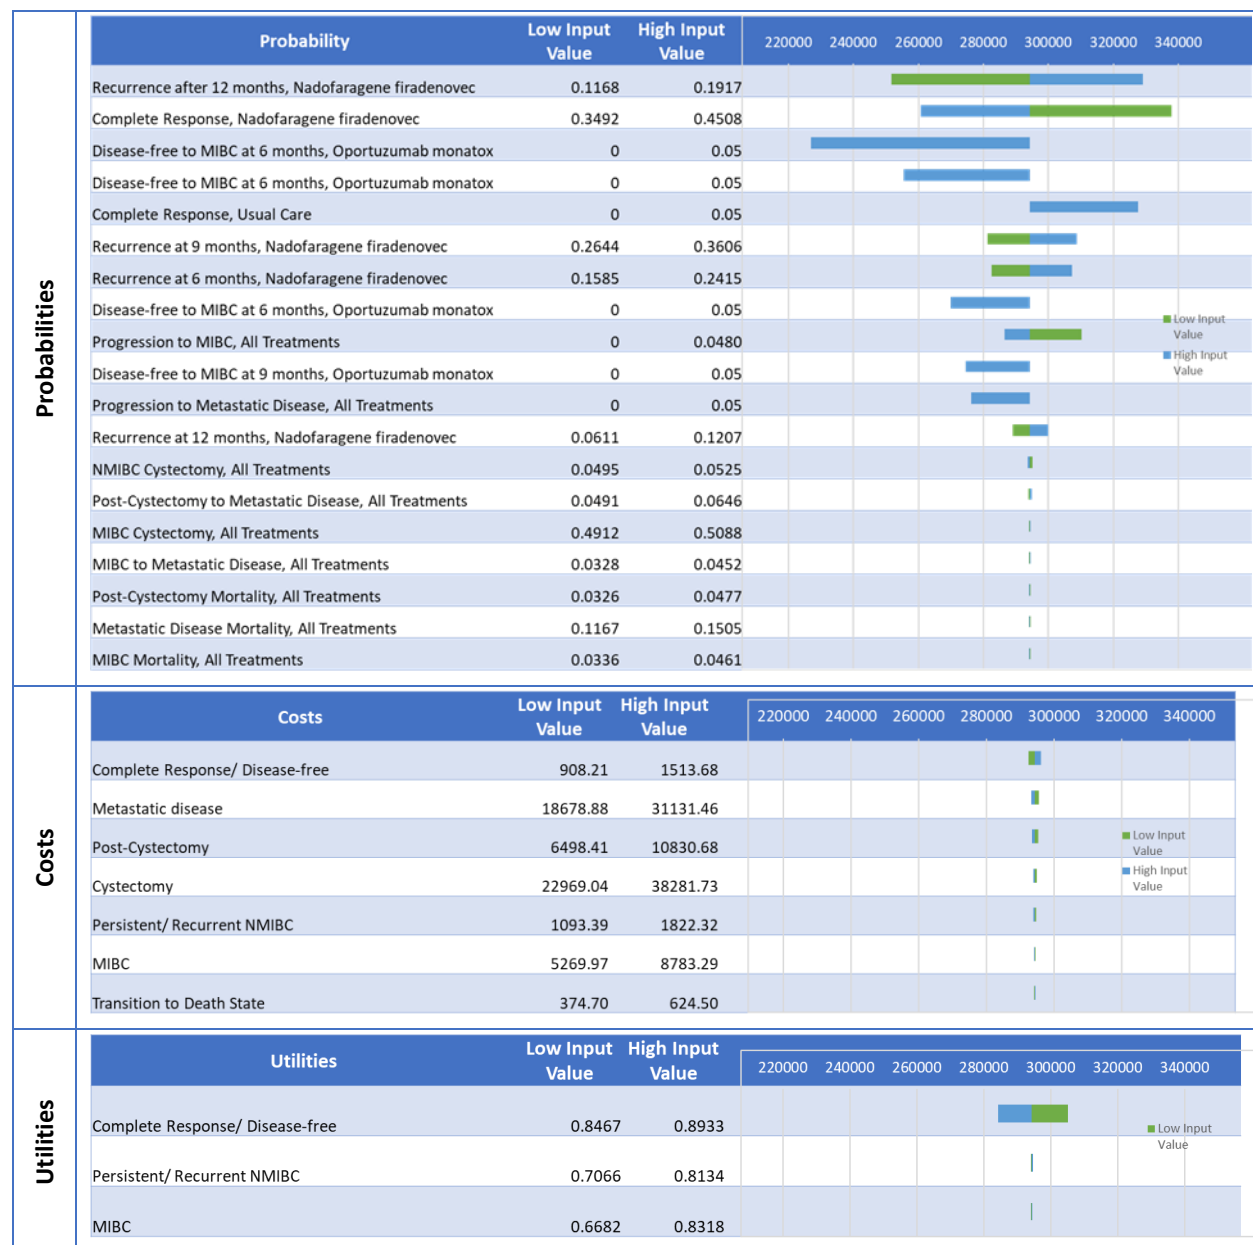 Probabilities
Probability Low Input Value High Input Value 220000 240000 260000 280000 300000 320000 340000
Recurrence after 12 months, Nadofaragene firadenovec 0.1168 0.1917
Complete Response, Nadofaragene firadenovec 0.3492 0.4508
Disease-free to MIBC at 6 months, Oportuzumab monatox 0 0.05
Disease-free to MIBC at 6 months, Oportuzumab monatox 0 0.05
Complete Response, Usual Care 0 0.05
Recurrence at 9 months, Nadofaragene firadenovec 0.2644 0.3606
Recurrence at 6 months, Nadofaragene firadenovec 0.1585 0.2415
Disease-free to MIBC at 6 months, Oportuzumab monatox 0 0.05
Progression to MIBC, All Treatments 0 0.0480
Disease-free to MIBC at 9 months, Oportuzumab monatox 0 0.05
Progression to Metastatic Disease, All Treatments 0 0.05
Recurrence at 12 months, Nadofaragene firadenovec 0.0611 0.1207
NMIBC Cystectomy, All Treatments 0.0495 0.0525
Post-Cystectomy to Metastatic Disease, All Treatments 0.0491 0.0646
MIBC Cystectomy, All Treatments 0.4912 0.5088
MIBC to Metastatic Disease, All Treatments 0.0328 0.0452
Post-Cystectomy Mortality, All Treatments 0.0326 0.0477
Metastatic Disease Mortality, All Treatments 0.1167 0.1505
MIBC Mortality, All Treatments 0.0336 0.0461
Low Input
Value
High Input
Value
Costs
Costs Low Input Value High Input Value 220000 240000 260000 280000 300000 320000 340000
Complete Response/ Disease-free 908.21 1513.68
Metastatic disease 18678.88 31131.46
Post-Cystectomy 6498.41 10830.68
Cystectomy 22969.04 38281.73
Persistent/ Recurrent NMIBC 1093.39 1822.32
MIBC 5269.97 8783.29
Transition to Death State 374.70 624.50
Low Input
Value
High Input
Value
Utilities
Utilities Low Input Value High Input Value 220000 240000 260000 280000 300000 320000 340000
Complete Response/ Disease-free 0.8467 0.8933
Persistent/ Recurrent NMIBC 0.7066 0.8134
MIBC 0.6682 0.8318
Low Input
Value